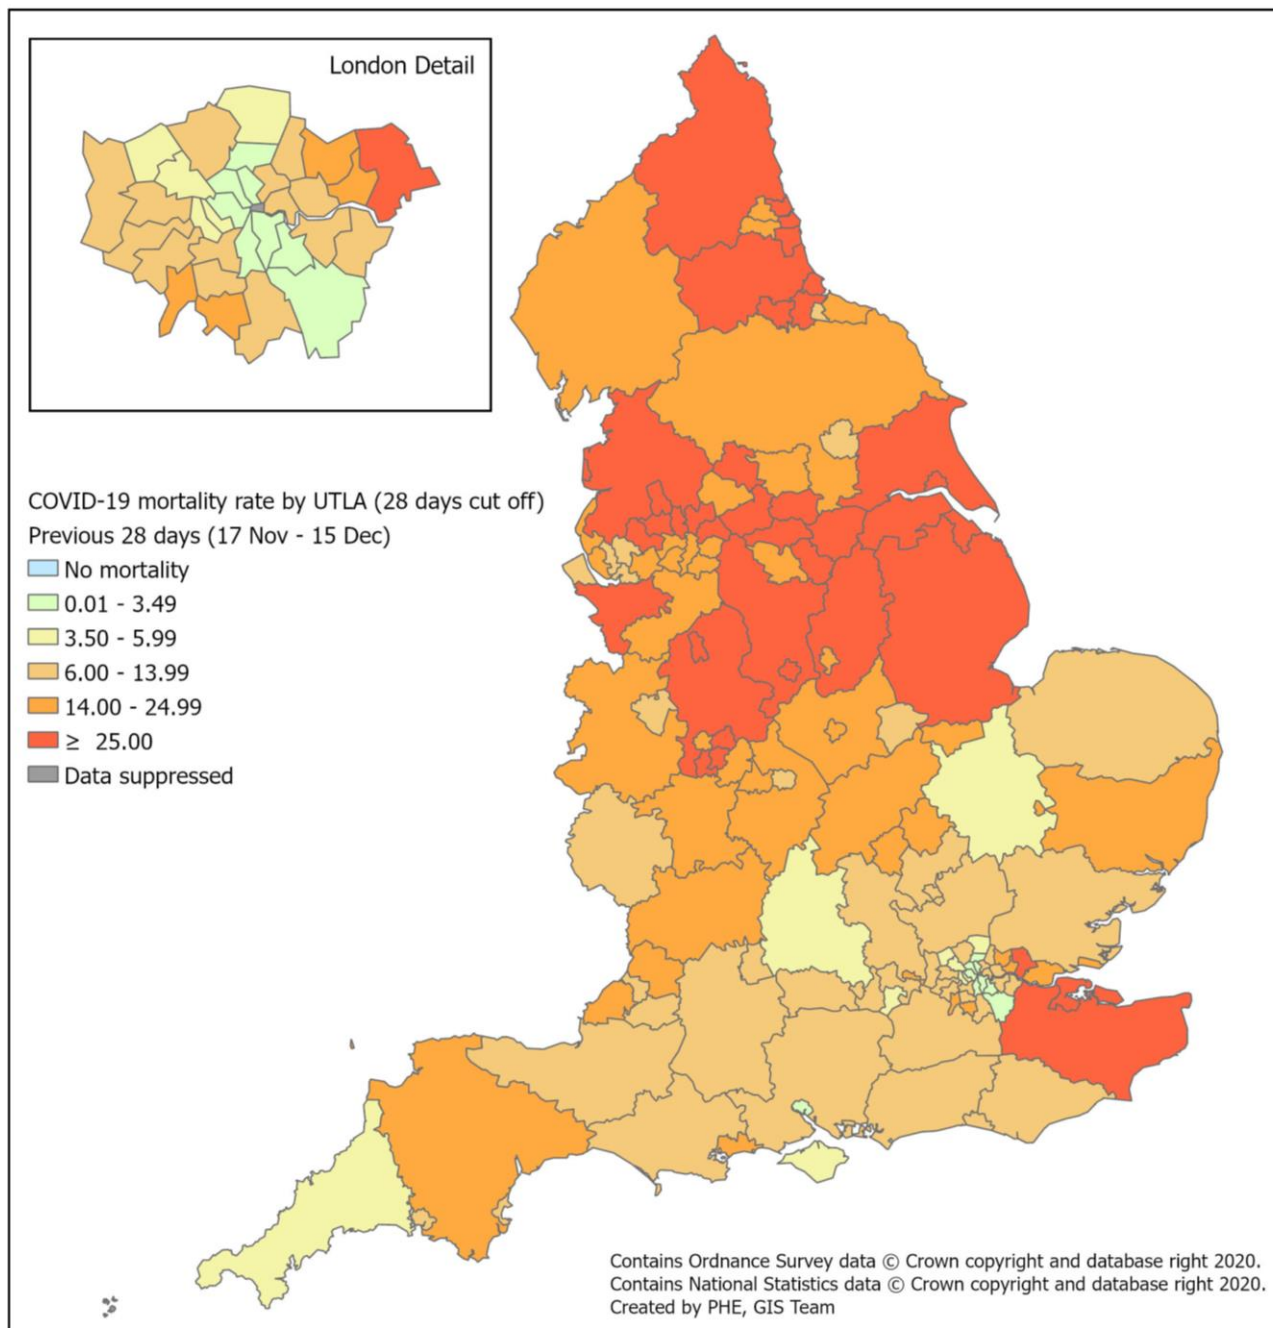 London Detail
COVID-19 mortality rate by UTLA (28 days cut off)
Previous 28 days (17 Nov - 15 Dec)
No mortality
0.01 - 3.49
3.50 - 5.99
6.00 - 13.99
14.00 - 24.99
≥ 25.00
Data suppressed
Contains Ordnance Survey data © Crown copyright and database right 2020.
Contains National Statistics data © Crown copyright and database right 2020.
Created by PHE, GIS Team